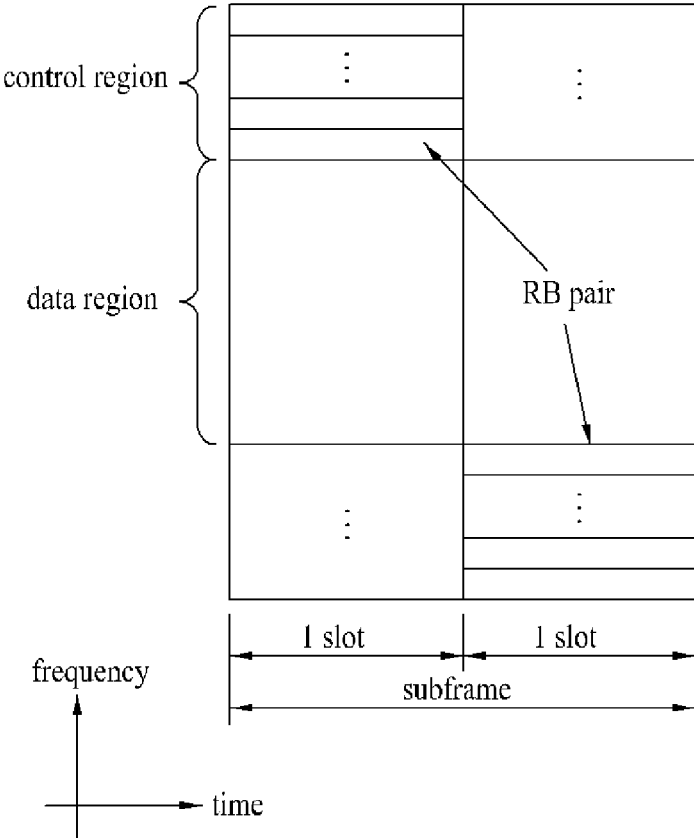 control region
data region
RB pair
1 slot
1 slot
subframe
frequency
time